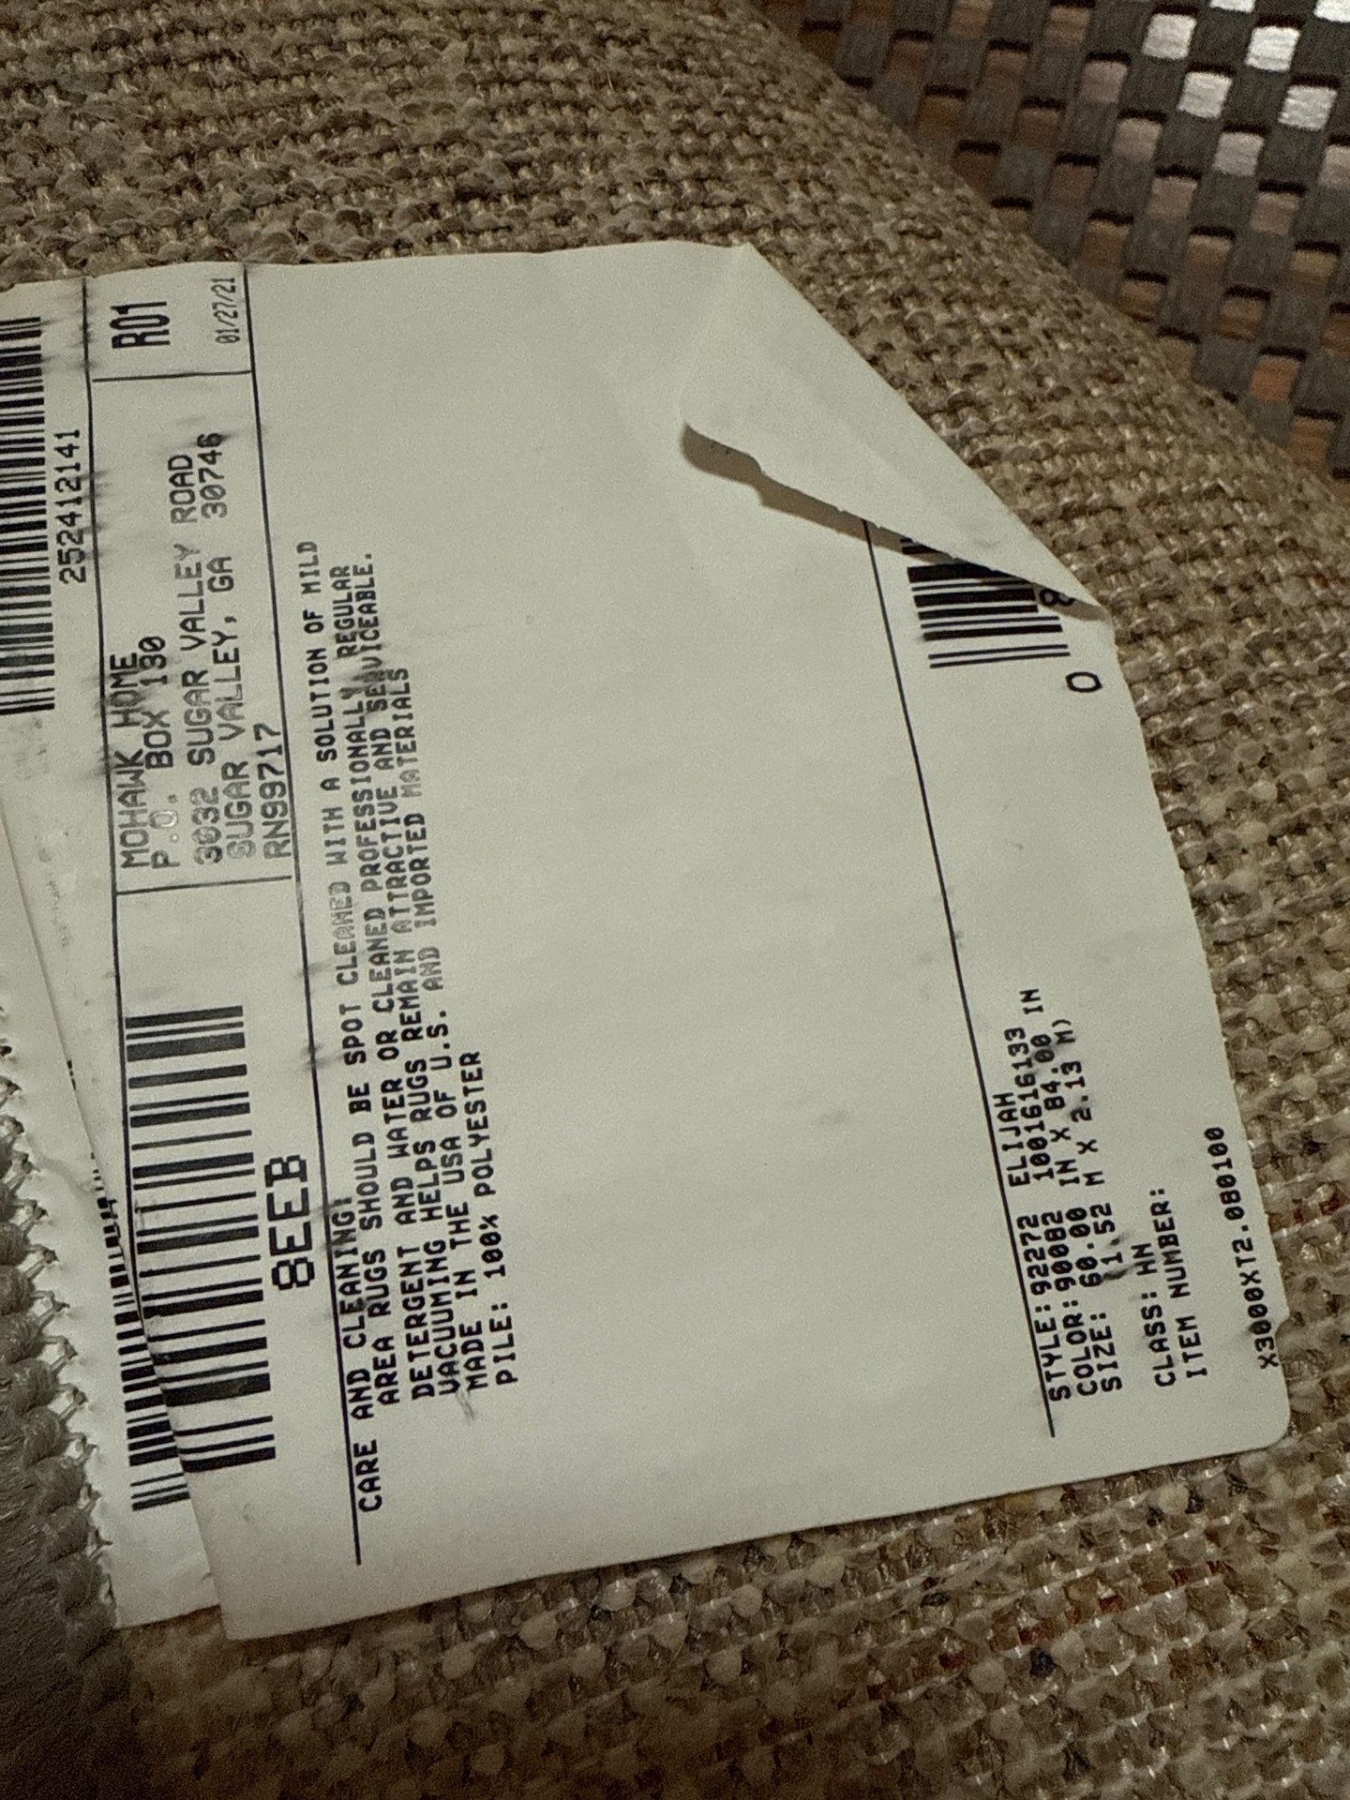 252412141
MOHAWK HOME
P.O. BOX 130
3032 SUGAR VALLEY ROAD
SUGAR VALLEY, GA 30746
RN99717
R01
01/27/21
8EEB
CARE AND CLEANING:
AREA RUGS SHOULD BE SPOT CLEANED WITH A SOLUTION OF MILD
DETERGENT AND WATER OR CLEANED PROFESSIONALLY. REGULAR
VACUUMING HELPS RUGS REMAIN ATTRACTIVE AND SERVICEABLE.
MADE IN THE USA OF U.S. AND IMPORTED MATERIALS
PILE: 100% POLYESTER
STYLE: 92272 ELIJAH
COLOR: 90082 1001616133
SIZE: 60.00 IN X 84.00 IN
(1.52 M X 2.13 M)
CLASS: HN
ITEM NUMBER:
X3000XT2.080100
0 8